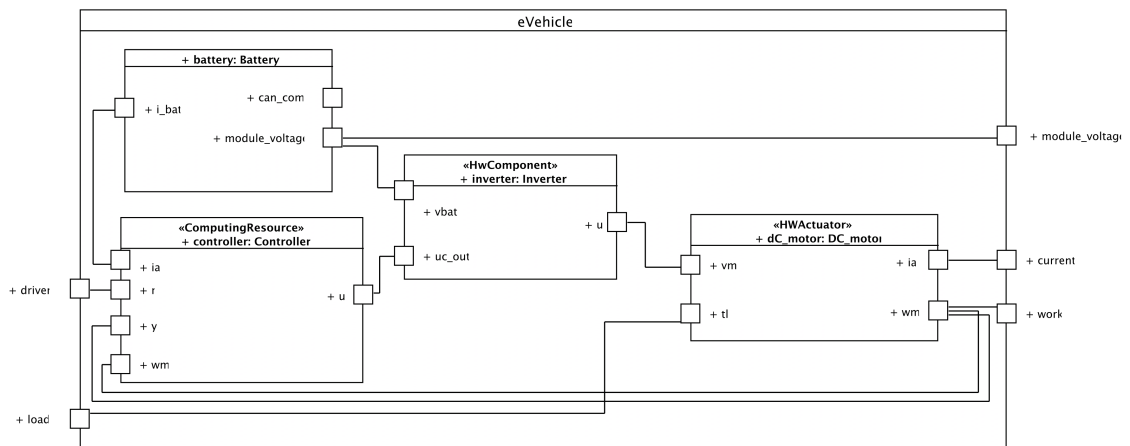 eVehicle
+ battery: Battery
+ can_com
+ i_bat
+ module_voltage
+ module_voltage
«HwComponent»
+ inverter: Inverter
+ vbat
«ComputingResource»
+ controller: Controller
«HWActuator»
+ dC_motor: DC_motor
+ u
+ uc_out
+ ia
+ vm
+ ia
+ current
+ driver
+ r
+ u
+ y
+ tl
+ wm
+ work
+ wm
+ load